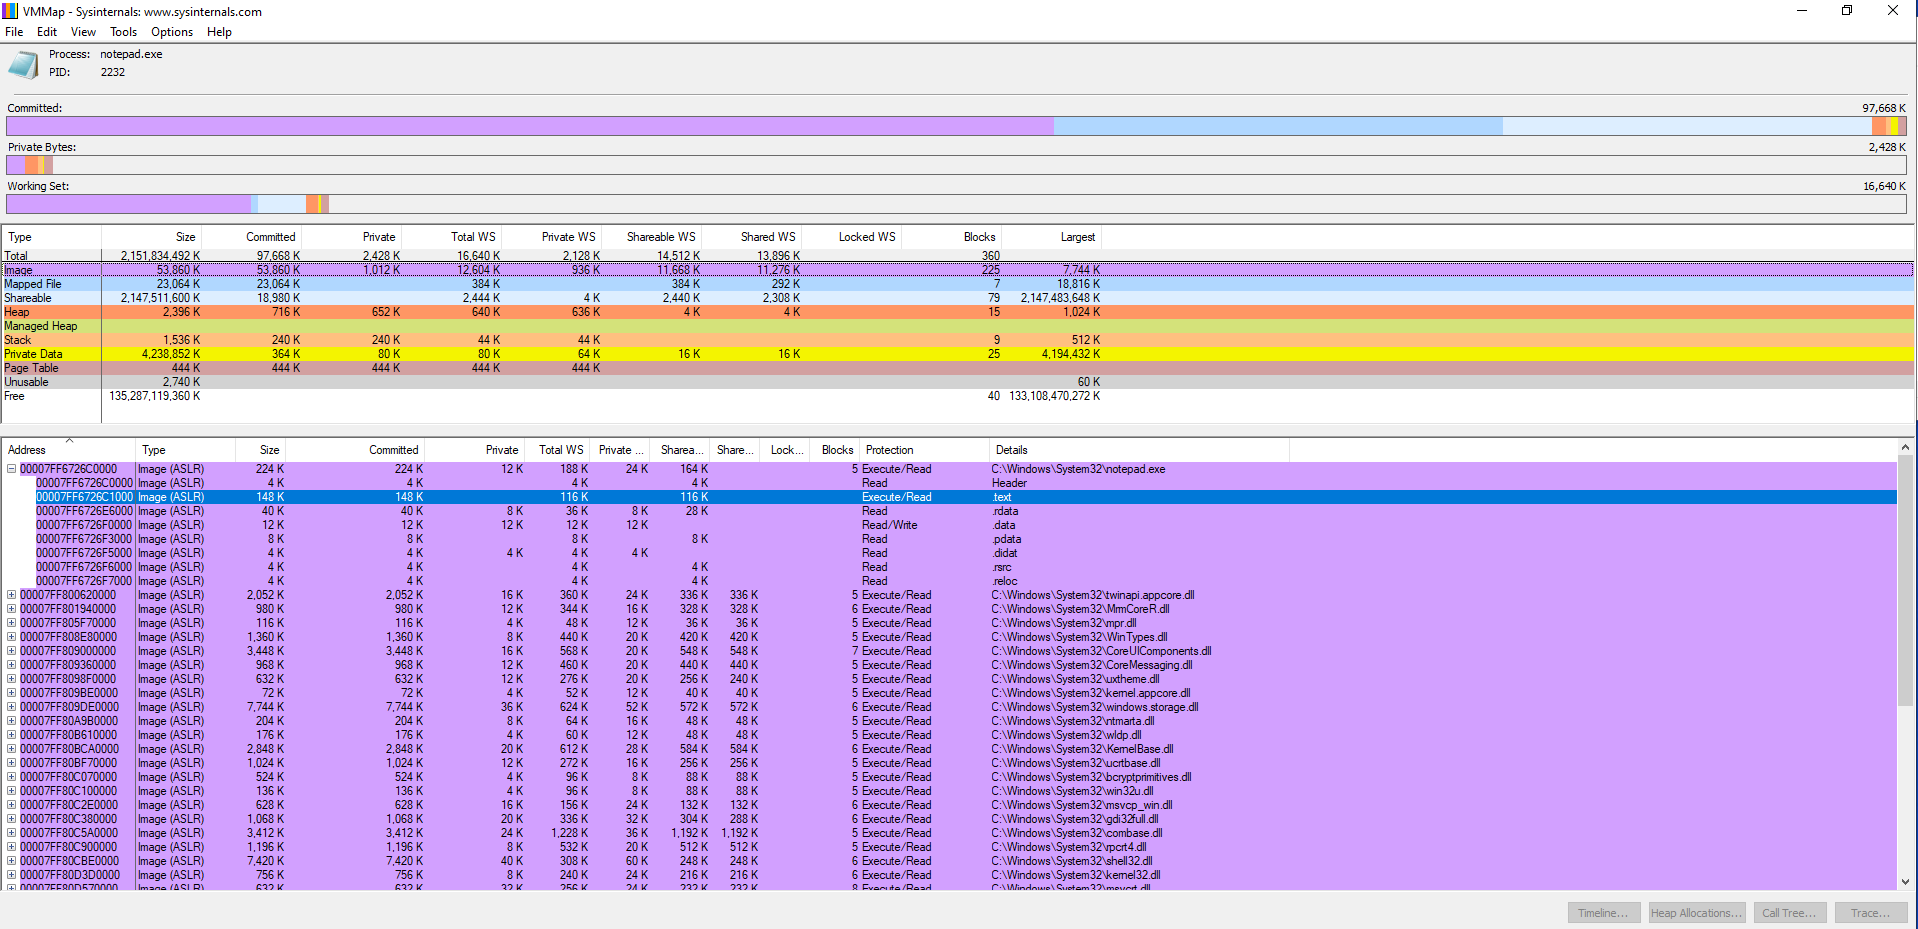 VMMap - Sysinternals: www.sysinternals.com
File Edit View Tools Options Help
Process: notepad.exe
PID: 2232
Committed: 97,668 K
Private Bytes: 2,428 K
Working Set: 16,640 K
Type Size Committed Private Total WS Private WS Shareable WS Shared WS Locked WS Blocks Largest
Total 2,151,834,492 K 97,668 K 2,428 K 16,640 K 2,128 K 14,512 K 13,896 K 360
Image 53,860 K 53,860 K 1,012 K 12,604 K 936 K 11,668 K 11,276 K 225 7,744 K
Mapped File 23,064 K 23,064 K 384 K 384 K 292 K 7 18,816 K
Shareable 2,147,511,600 K 18,980 K 2,444 K 4 K 2,440 K 2,308 K 79 2,147,483,648 K
Heap 2,396 K 716 K 652 K 640 K 636 K 4 K 4 K 15 1,024 K
Managed Heap
Stack 1,536 K 240 K 240 K 44 K 44 K 9 512 K
Private Data 4,238,852 K 364 K 80 K 80 K 64 K 16 K 16 K 25 4,194,432 K
Page Table 444 K 444 K 444 K 444 K 444 K
Unusable 2,740 K 60 K
Free 135,287,119,360 K 40 133,108,470,272 K
Address Type Size Committed Private Total WS Private ... Sharea... Share... Lock... Blocks Protection Details
00007FF6726C0000 Image (ASLR) 224 K 224 K 12 K 188 K 24 K 164 K 5 Execute/Read C:\Windows\System32\notepad.exe
00007FF6726C0000 Image (ASLR) 4 K 4 K 4 K 4 K Read Header
00007FF6726C1000 Image (ASLR) 148 K 148 K 116 K 116 K Execute/Read .text
00007FF6726E6000 Image (ASLR) 40 K 40 K 8 K 36 K 8 K 28 K Read .rdata
00007FF6726F0000 Image (ASLR) 12 K 12 K 12 K 12 K 12 K Read/Write .data
00007FF6726F3000 Image (ASLR) 8 K 8 K 8 K 8 K Read .pdata
00007FF6726F5000 Image (ASLR) 4 K 4 K 4 K 4 K 4 K Read .didat
00007FF6726F6000 Image (ASLR) 4 K 4 K 4 K 4 K Read .rsrc
00007FF6726F7000 Image (ASLR) 4 K 4 K 4 K 4 K Read .reloc
00007FF800620000 Image (ASLR) 2,052 K 2,052 K 16 K 360 K 24 K 336 K 336 K 5 Execute/Read C:\Windows\System32\twinapi.appcore.dll
00007FF801940000 Image (ASLR) 980 K 980 K 12 K 344 K 16 K 328 K 328 K 6 Execute/Read C:\Windows\System32\MrmCoreR.dll
00007FF805F70000 Image (ASLR) 116 K 116 K 4 K 48 K 12 K 36 K 36 K 5 Execute/Read C:\Windows\System32\mpr.dll
00007FF808E80000 Image (ASLR) 1,360 K 1,360 K 8 K 440 K 20 K 420 K 420 K 5 Execute/Read C:\Windows\System32\WinTypes.dll
00007FF809000000 Image (ASLR) 3,448 K 3,448 K 16 K 568 K 20 K 548 K 548 K 7 Execute/Read C:\Windows\System32\CoreUIComponents.dll
00007FF809360000 Image (ASLR) 968 K 968 K 12 K 460 K 20 K 440 K 440 K 5 Execute/Read C:\Windows\System32\CoreMessaging.dll
00007FF8098F0000 Image (ASLR) 632 K 632 K 12 K 276 K 20 K 256 K 240 K 5 Execute/Read C:\Windows\System32\uxtheme.dll
00007FF809BE0000 Image (ASLR) 72 K 72 K 4 K 52 K 12 K 40 K 40 K 5 Execute/Read C:\Windows\System32\kernel.appcore.dll
00007FF809DE0000 Image (ASLR) 7,744 K 7,744 K 36 K 624 K 52 K 572 K 572 K 6 Execute/Read C:\Windows\System32\windows.storage.dll
00007FF80A9B0000 Image (ASLR) 204 K 204 K 8 K 64 K 16 K 48 K 48 K 5 Execute/Read C:\Windows\System32\ntmarta.dll
00007FF80B610000 Image (ASLR) 176 K 176 K 4 K 60 K 12 K 48 K 48 K 5 Execute/Read C:\Windows\System32\wldp.dll
00007FF80BCA0000 Image (ASLR) 2,848 K 2,848 K 20 K 612 K 28 K 584 K 584 K 6 Execute/Read C:\Windows\System32\KernelBase.dll
00007FF80BF70000 Image (ASLR) 1,024 K 1,024 K 12 K 272 K 16 K 256 K 256 K 5 Execute/Read C:\Windows\System32\ucrtbase.dll
00007FF80C070000 Image (ASLR) 524 K 524 K 4 K 96 K 8 K 88 K 88 K 5 Execute/Read C:\Windows\System32\bcryptprimitives.dll
00007FF80C100000 Image (ASLR) 136 K 136 K 4 K 96 K 8 K 88 K 88 K 5 Execute/Read C:\Windows\System32\win32u.dll
00007FF80C2E0000 Image (ASLR) 628 K 628 K 16 K 156 K 24 K 132 K 132 K 6 Execute/Read C:\Windows\System32\msvcp_win.dll
00007FF80C380000 Image (ASLR) 1,068 K 1,068 K 20 K 336 K 32 K 304 K 288 K 6 Execute/Read C:\Windows\System32\gdi32full.dll
00007FF80C5A0000 Image (ASLR) 3,412 K 3,412 K 24 K 1,228 K 36 K 1,192 K 1,192 K 6 Execute/Read C:\Windows\System32\combase.dll
00007FF80C900000 Image (ASLR) 1,196 K 1,196 K 8 K 532 K 20 K 512 K 512 K 5 Execute/Read C:\Windows\System32\rpcrt4.dll
00007FF80CBE0000 Image (ASLR) 7,420 K 7,420 K 40 K 308 K 60 K 248 K 248 K 6 Execute/Read C:\Windows\System32\shell32.dll
00007FF80D3D0000 Image (ASLR) 756 K 756 K 8 K 240 K 24 K 216 K 216 K 5 Execute/Read C:\Windows\System32\kernel32.dll
00007FF80D570000 Image (ASLR) 632 K 632 K 32 K 256 K 24 K 232 K 232 K 8 Execute/Read C:\Windows\System32\msvcrt.dll
Timeline... Heap Allocations... Call Tree... Trace...